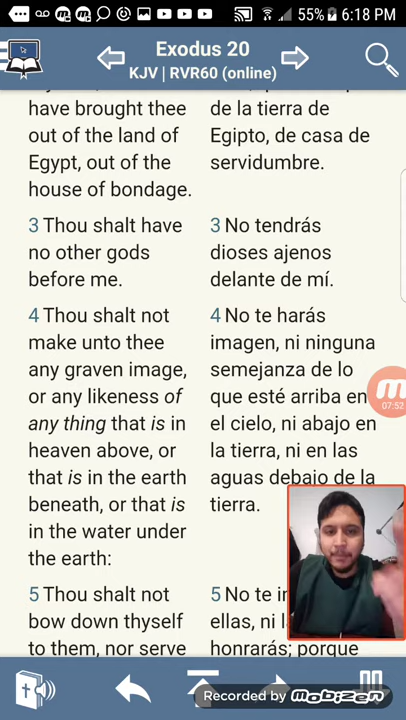 55% 6:18 PM
Exodus 20
KJV | RVR60 (online)
have brought thee
out of the land of
Egypt, out of the
house of bondage.
3 Thou shalt have
no other gods
before me.
4 Thou shalt not
make unto thee
any graven image,
or any likeness of
any thing that is in
heaven above, or
that is in the earth
beneath, or that is
in the water under
the earth:
5 Thou shalt not
bow down thyself
to them, nor serve
de la tierra de
Egipto, de casa de
servidumbre.
3 No tendrás
dioses ajenos
delante de mí.
4 No te harás
imagen, ni ninguna
semejanza de lo
que esté arriba en
el cielo, ni abajo en
la tierra, ni en las
aguas debajo de la
tierra.
5 No te
ellas, ni
honrarás; porque
07:52
Recorded by mobizen